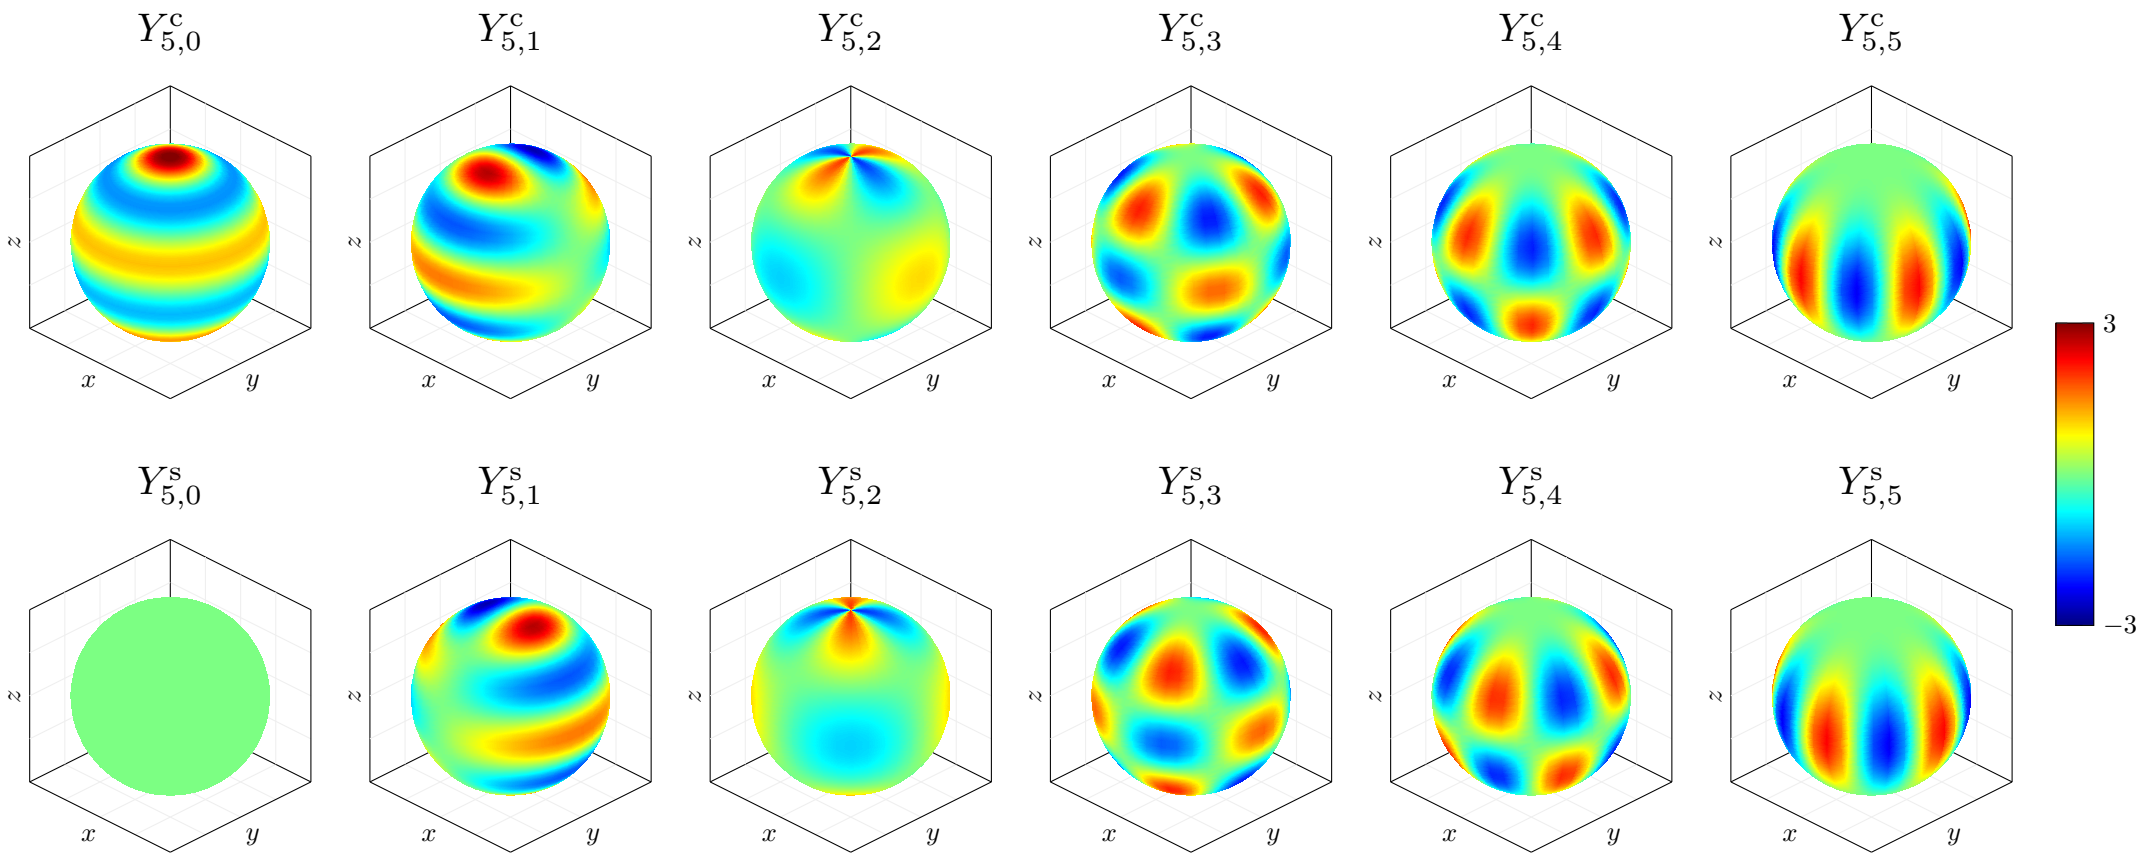 Y^c_{5,0} Y^c_{5,1} Y^c_{5,2} Y^c_{5,3} Y^c_{5,4} Y^c_{5,5}
z z z z z z
x y x y x y x y x y x y
3
−3
Y^s_{5,0} Y^s_{5,1} Y^s_{5,2} Y^s_{5,3} Y^s_{5,4} Y^s_{5,5}
z z z z z z
x y x y x y x y x y x y